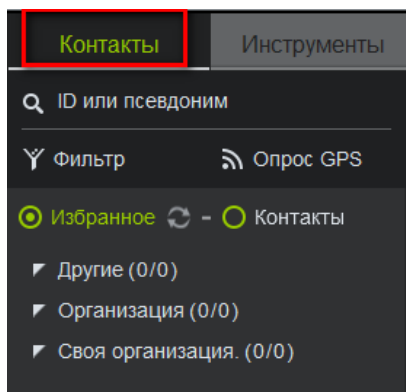 Контакты Инструменты
ID или псевдоним
Фильтр Опрос GPS
Избранное - Контакты
Другие (0/0)
Организация (0/0)
Своя организация. (0/0)